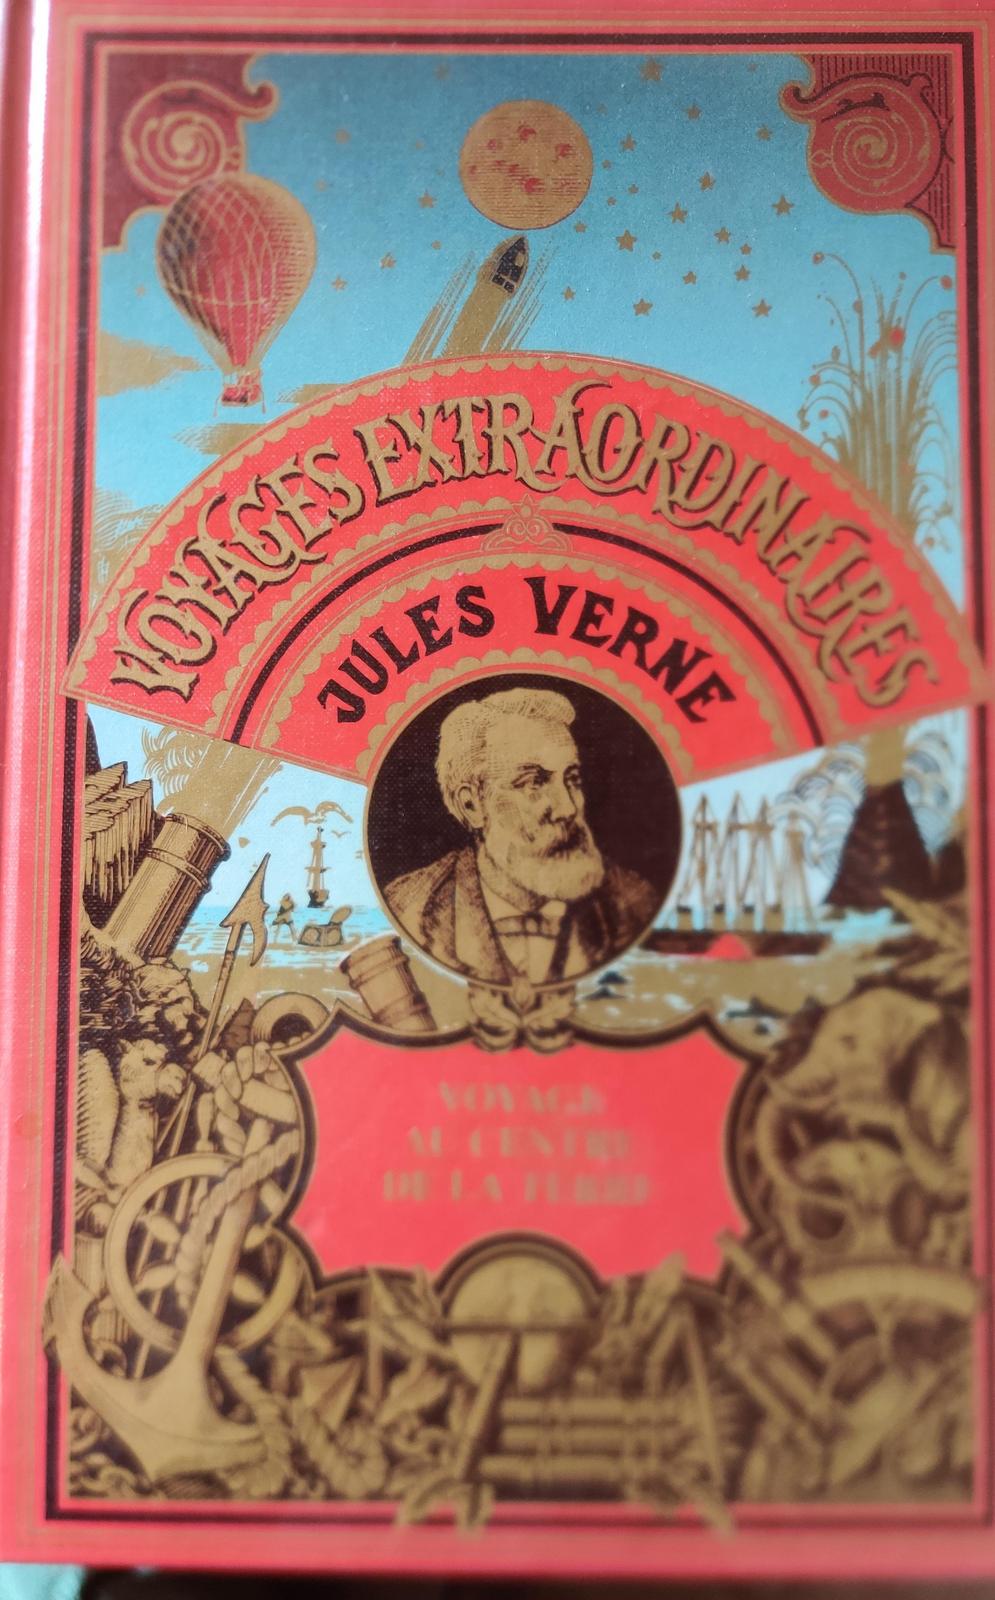 VOYAGES EXTRAORDINAIRES
JULES VERNE
VOYAGE
AU CENTRE
DE LA TERRE